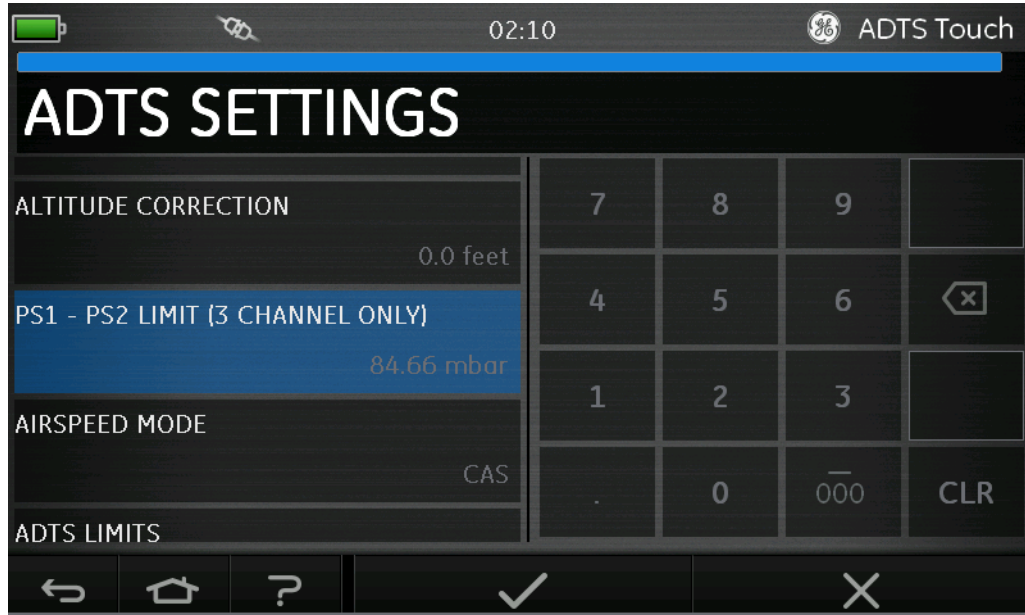 02:10
ADTS Touch
ADTS SETTINGS
ALTITUDE CORRECTION
0.0 feet
PS1 - PS2 LIMIT (3 CHANNEL ONLY)
84.66 mbar
AIRSPEED MODE
CAS
ADTS LIMITS
7 8 9
4 5 6
1 2 3
. 0 000 CLR
?